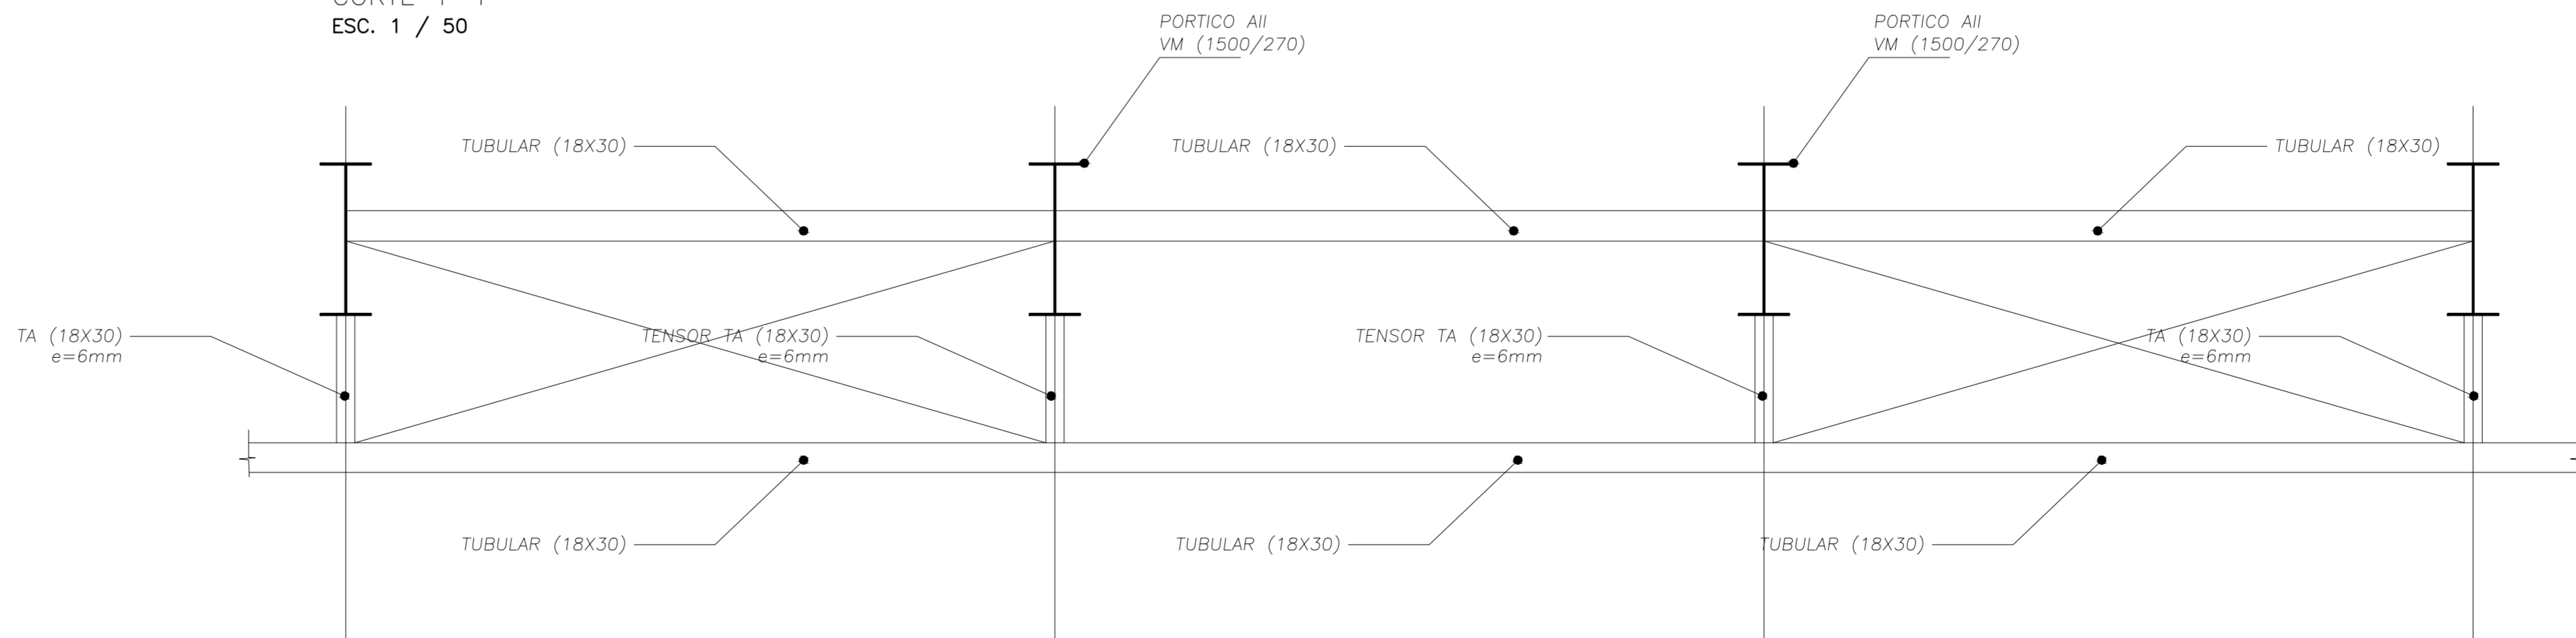 ESC. 1 / 50
PORTICO AII
VM (1500/270)
PORTICO AII
VM (1500/270)
TUBULAR (18X30)
TUBULAR (18X30)
TUBULAR (18X30)
TA (18X30)
e=6mm
TENSOR TA (18X30)
e=6mm
TENSOR TA (18X30)
e=6mm
TA (18X30)
e=6mm
TUBULAR (18X30)
TUBULAR (18X30)
TUBULAR (18X30)